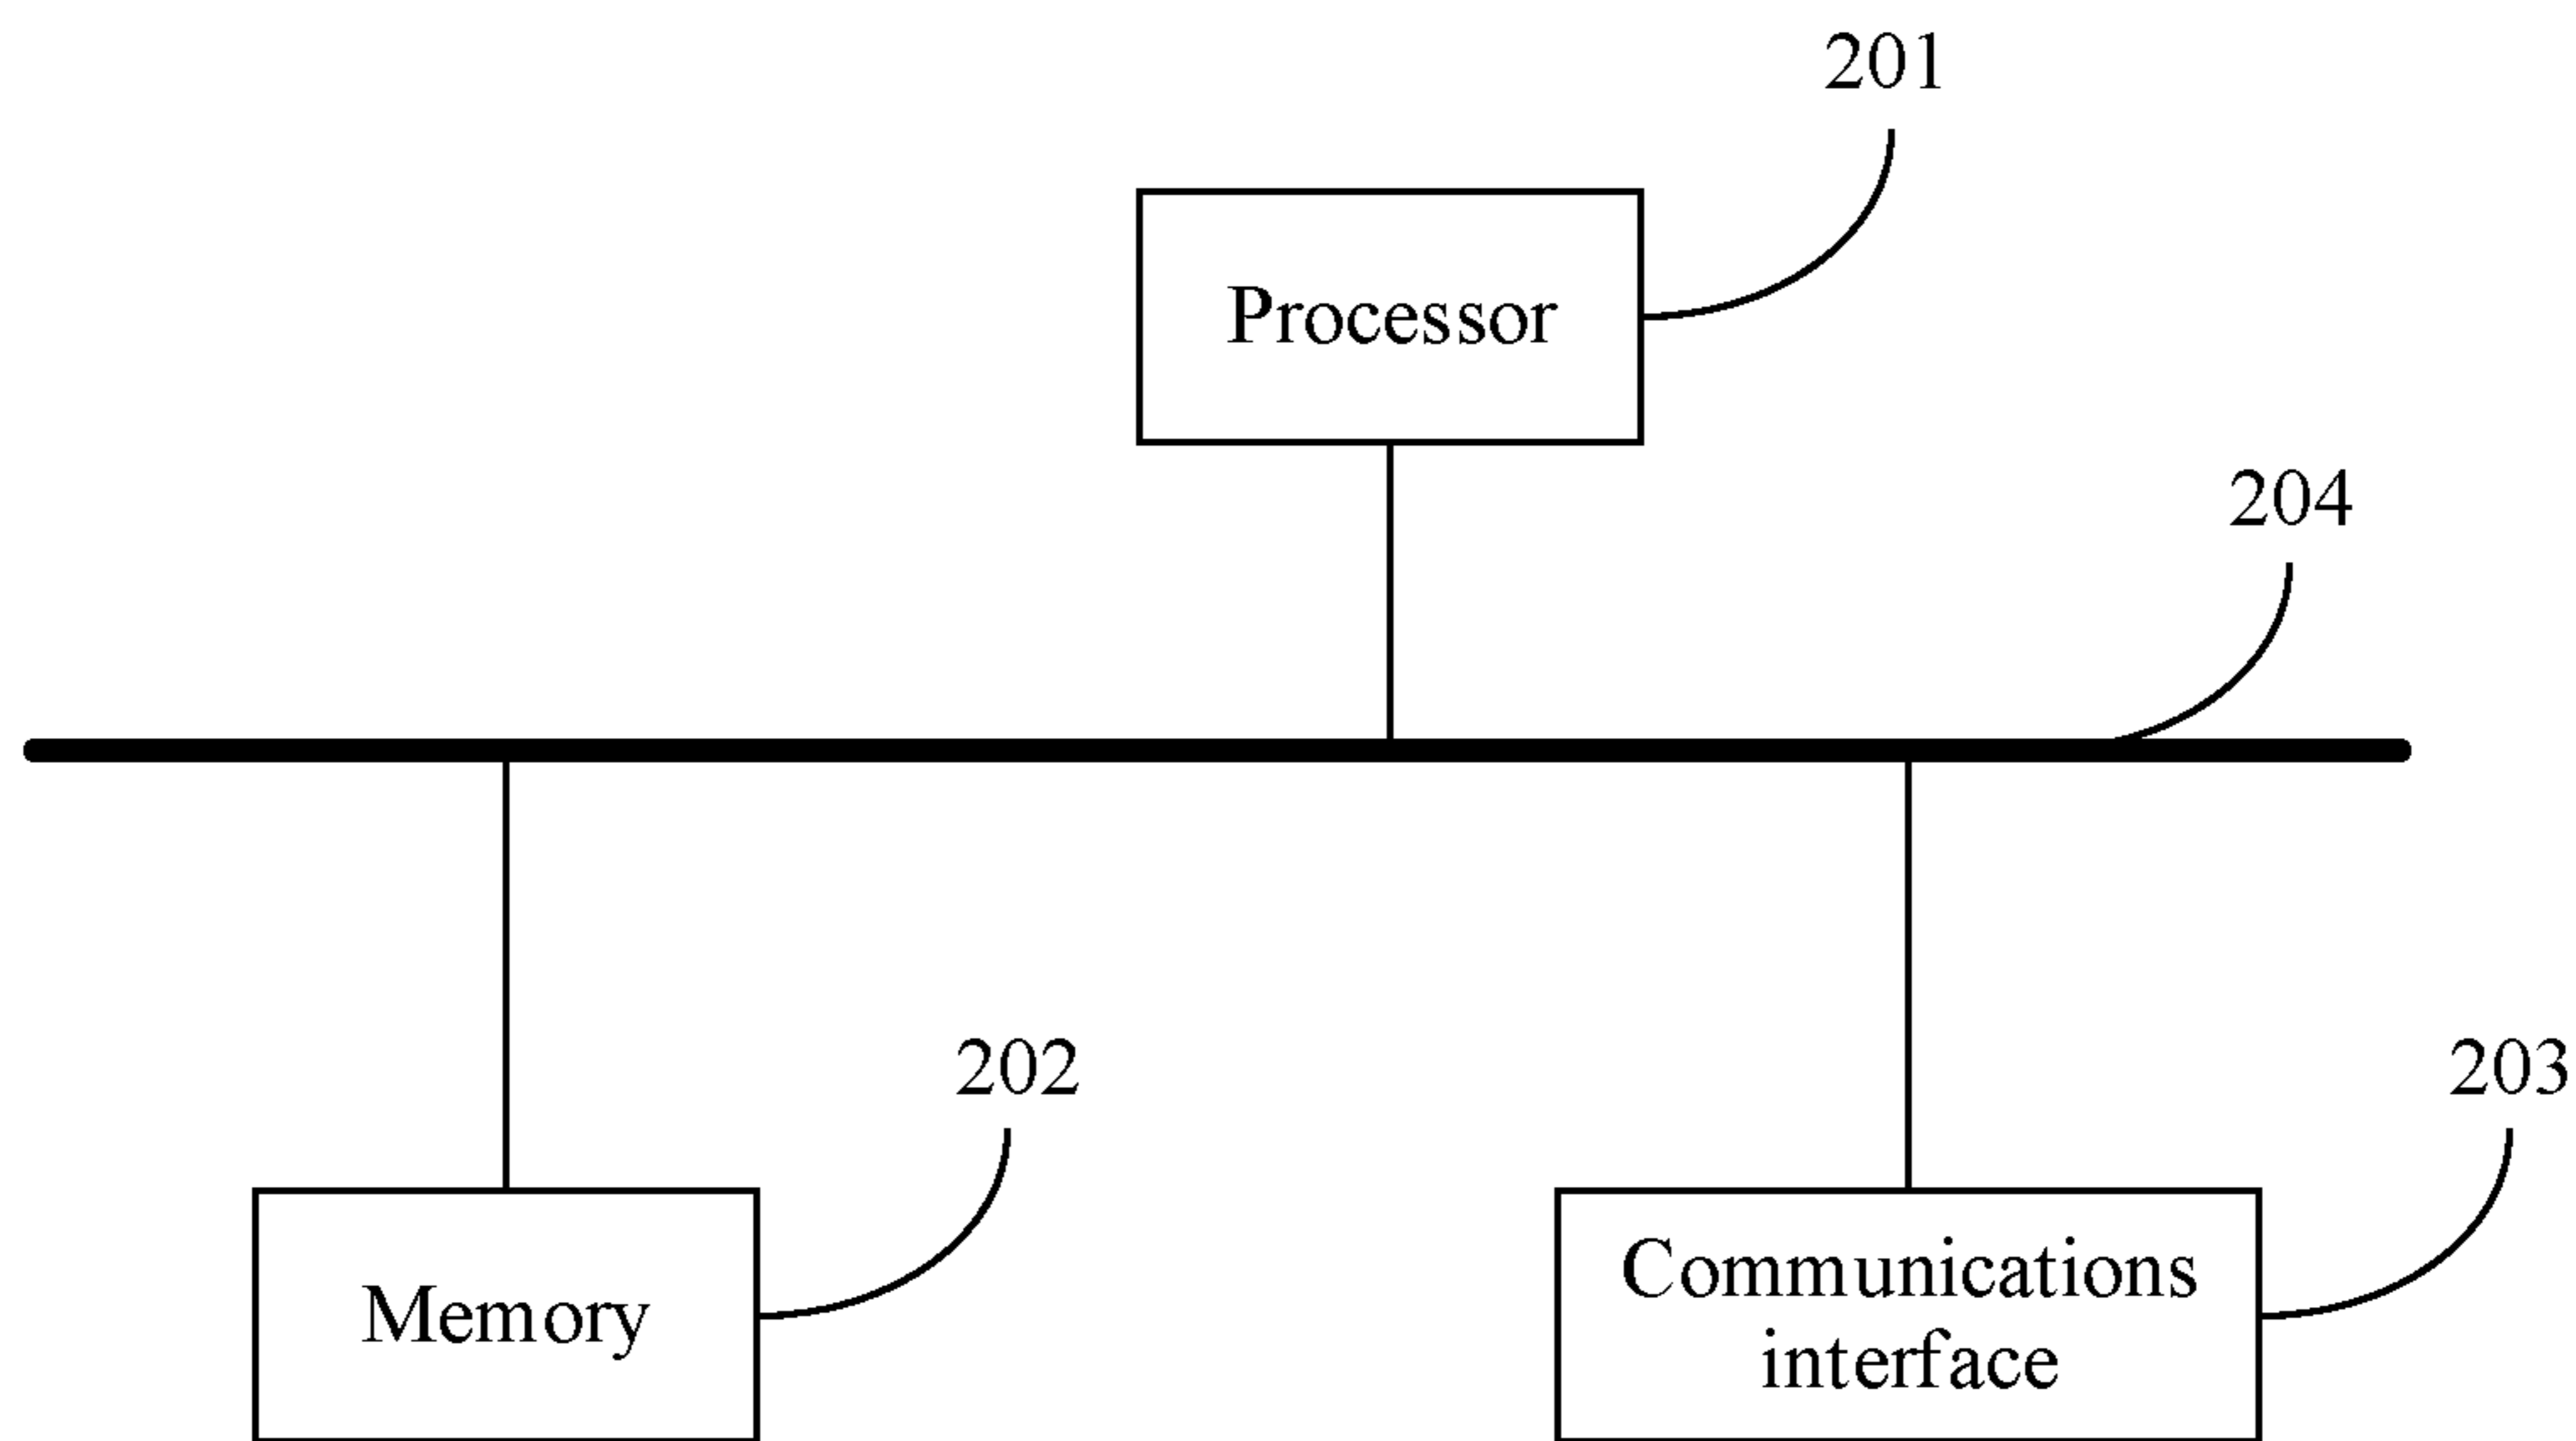 201
Processor
204
202
203
Memory
Communications
interface